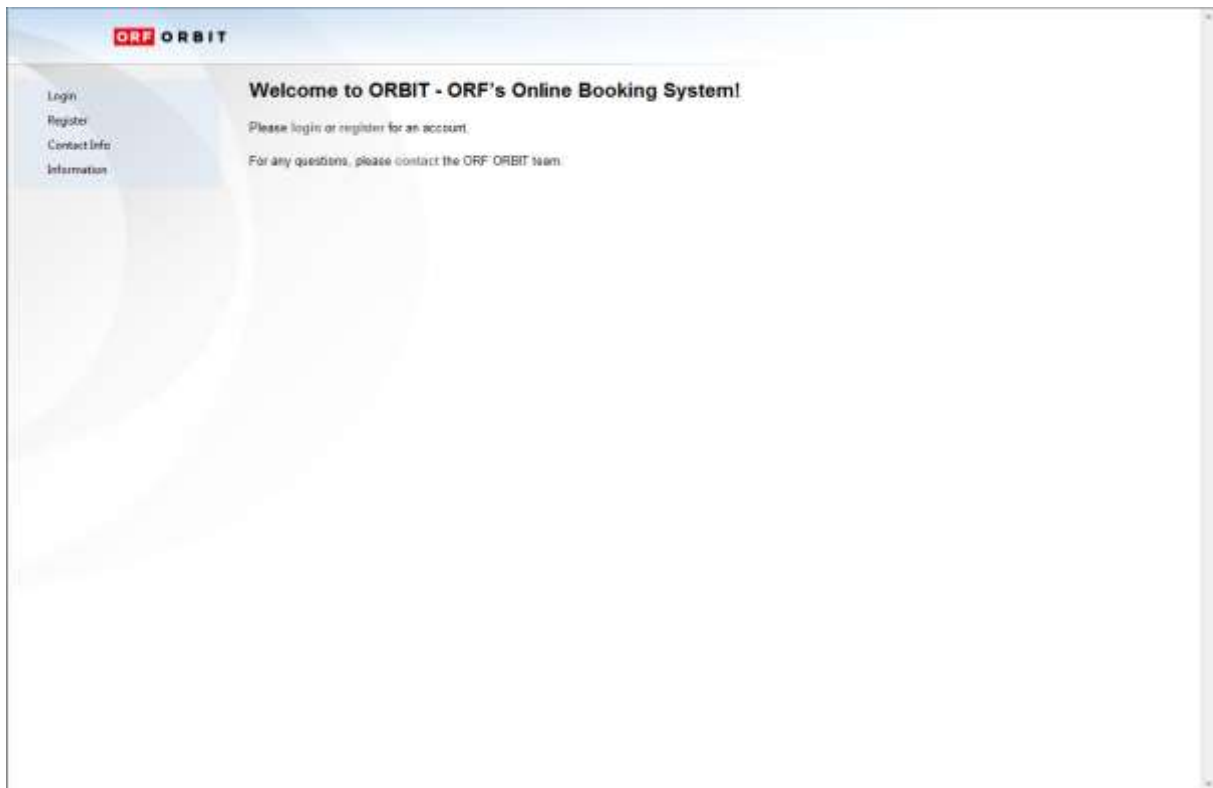 ORF ORBIT
Login
Register
Contact Info
Information
Welcome to ORBIT - ORF's Online Booking System!
Please login or register for an account.
For any questions, please contact the ORF ORBIT team.